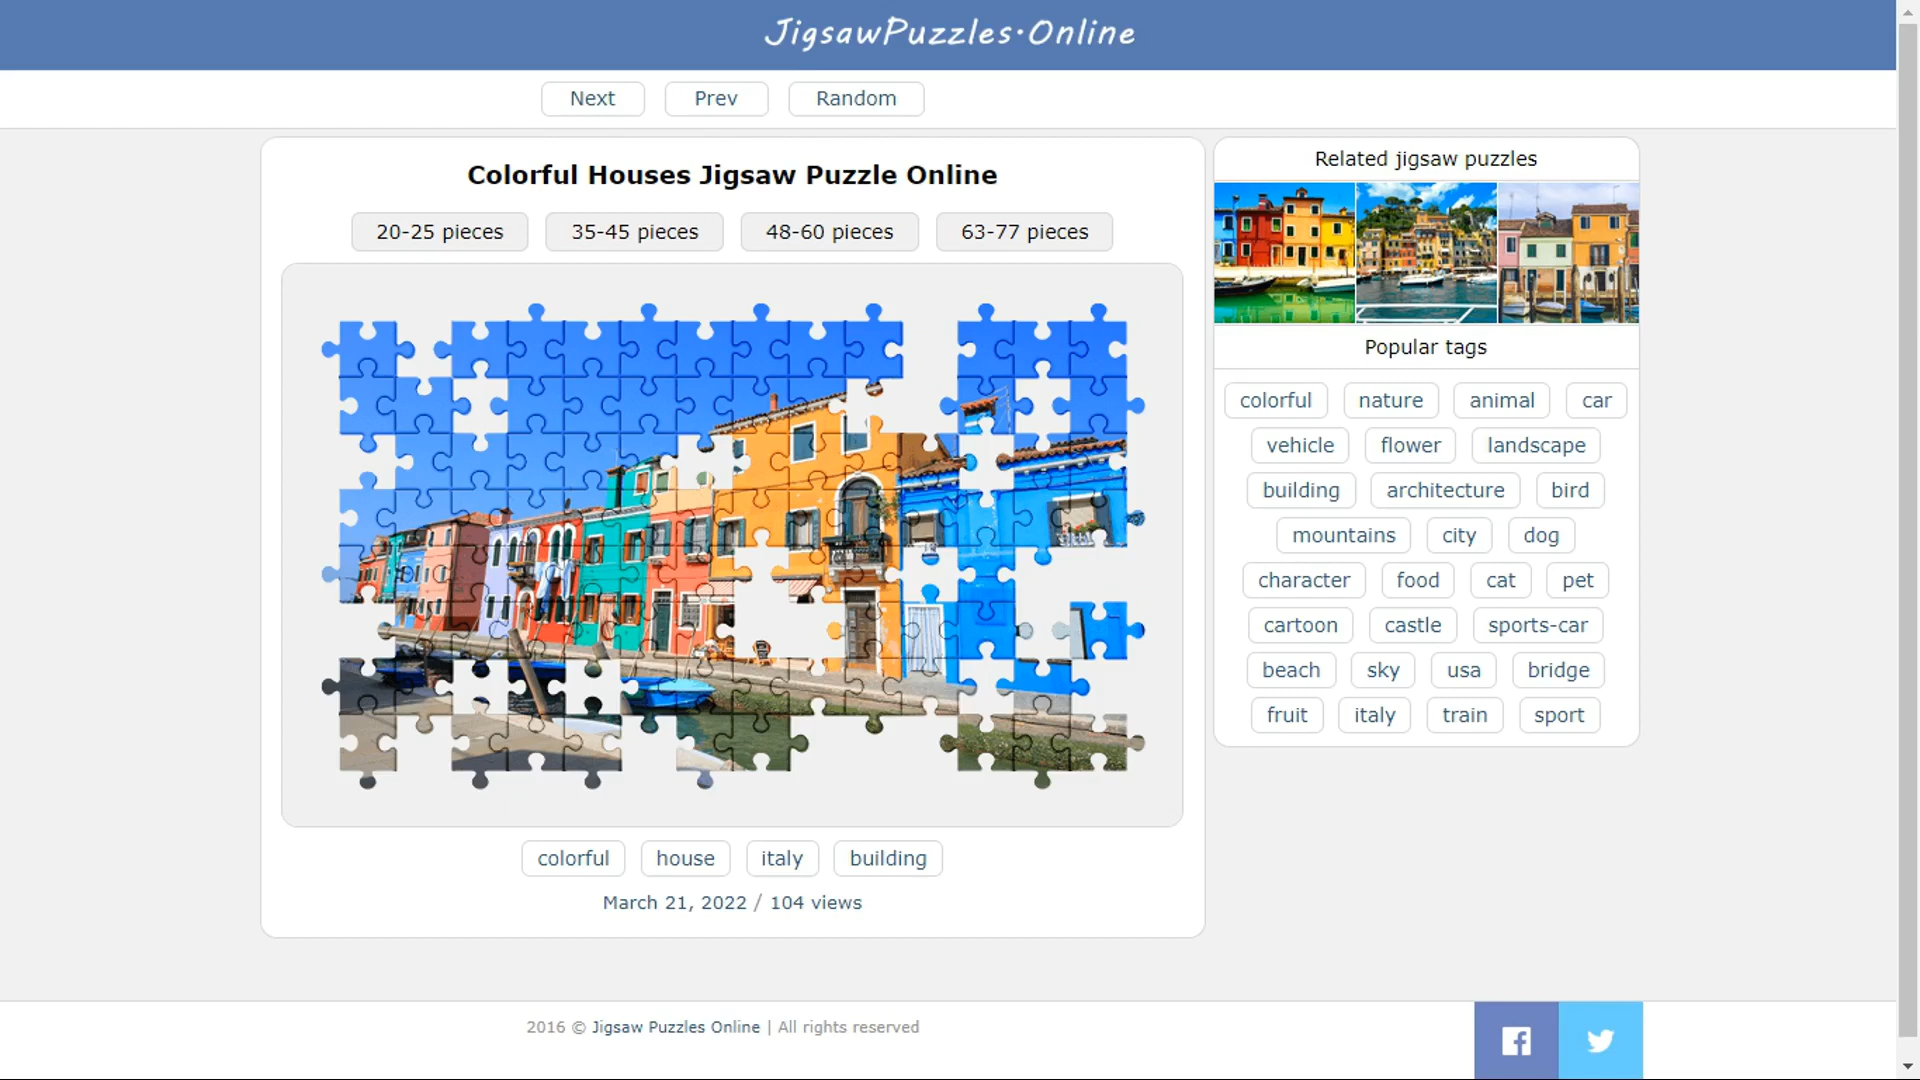 JigsawPuzzles·Online
Next Prev Random
Colorful Houses Jigsaw Puzzle Online
20-25 pieces 35-45 pieces 48-60 pieces 63-77 pieces
colorful house italy building
March 21, 2022 / 104 views
Related jigsaw puzzles
Popular tags
colorful nature animal car
vehicle flower landscape
building architecture bird
mountains city dog
character food cat pet
cartoon castle sports-car
beach sky usa bridge
fruit italy train sport
2016 © Jigsaw Puzzles Online | All rights reserved